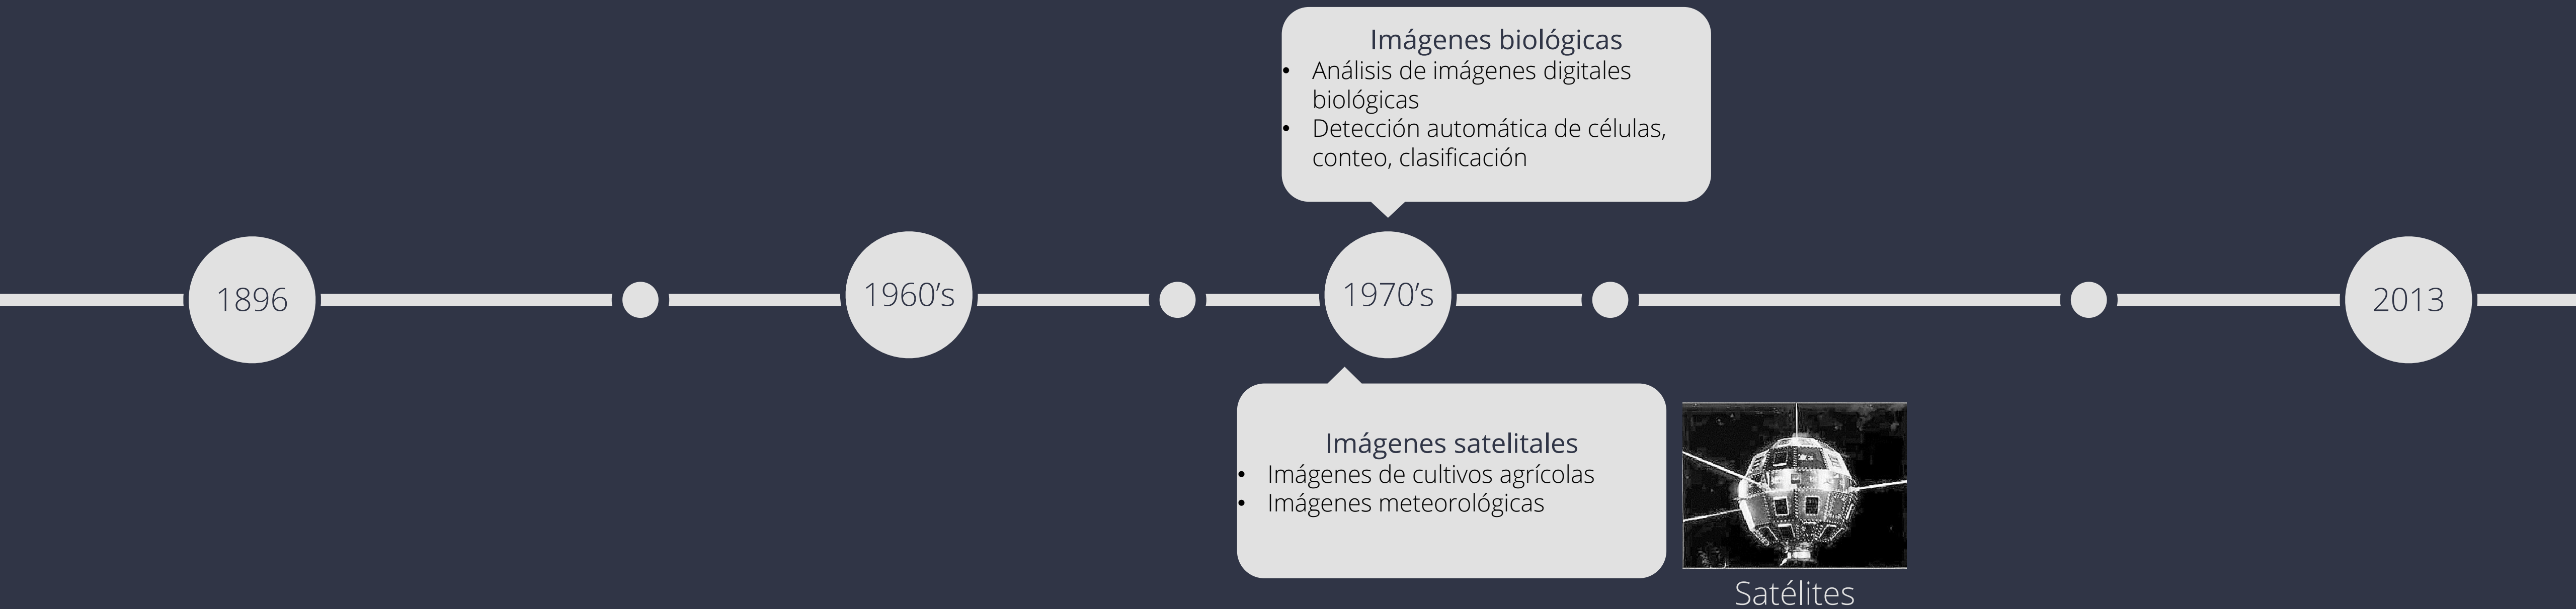 Imágenes biológicas
• Análisis de imágenes digitales
biológicas
• Detección automática de células,
conteo, clasificación
1896
1960’s
1970’s
2013
Imágenes satelitales
• Imágenes de cultivos agrícolas
• Imágenes meteorológicas
Satélites